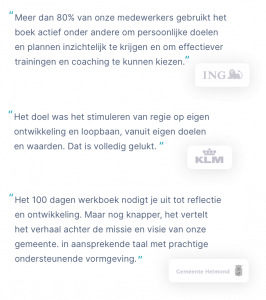 “Meer dan 80% van onze medewerkers gebruikt het
boek actief onder andere om persoonlijke doelen
en plannen inzichtelijk te krijgen en om effectiever
trainingen en coaching te kunnen kiezen.”
ING
“Het doel was het stimuleren van regie op eigen
ontwikkeling en loopbaan, vanuit eigen doelen
en waarden. Dat is volledig gelukt. ”
KLM
“Het 100 dagen werkboek nodigt je uit tot reflectie
en ontwikkeling. Maar nog knapper, het vertelt
het verhaal achter de missie en visie van onze
gemeente. in aansprekende taal met prachtige
ondersteunende vormgeving. ”
Gemeente Helmond